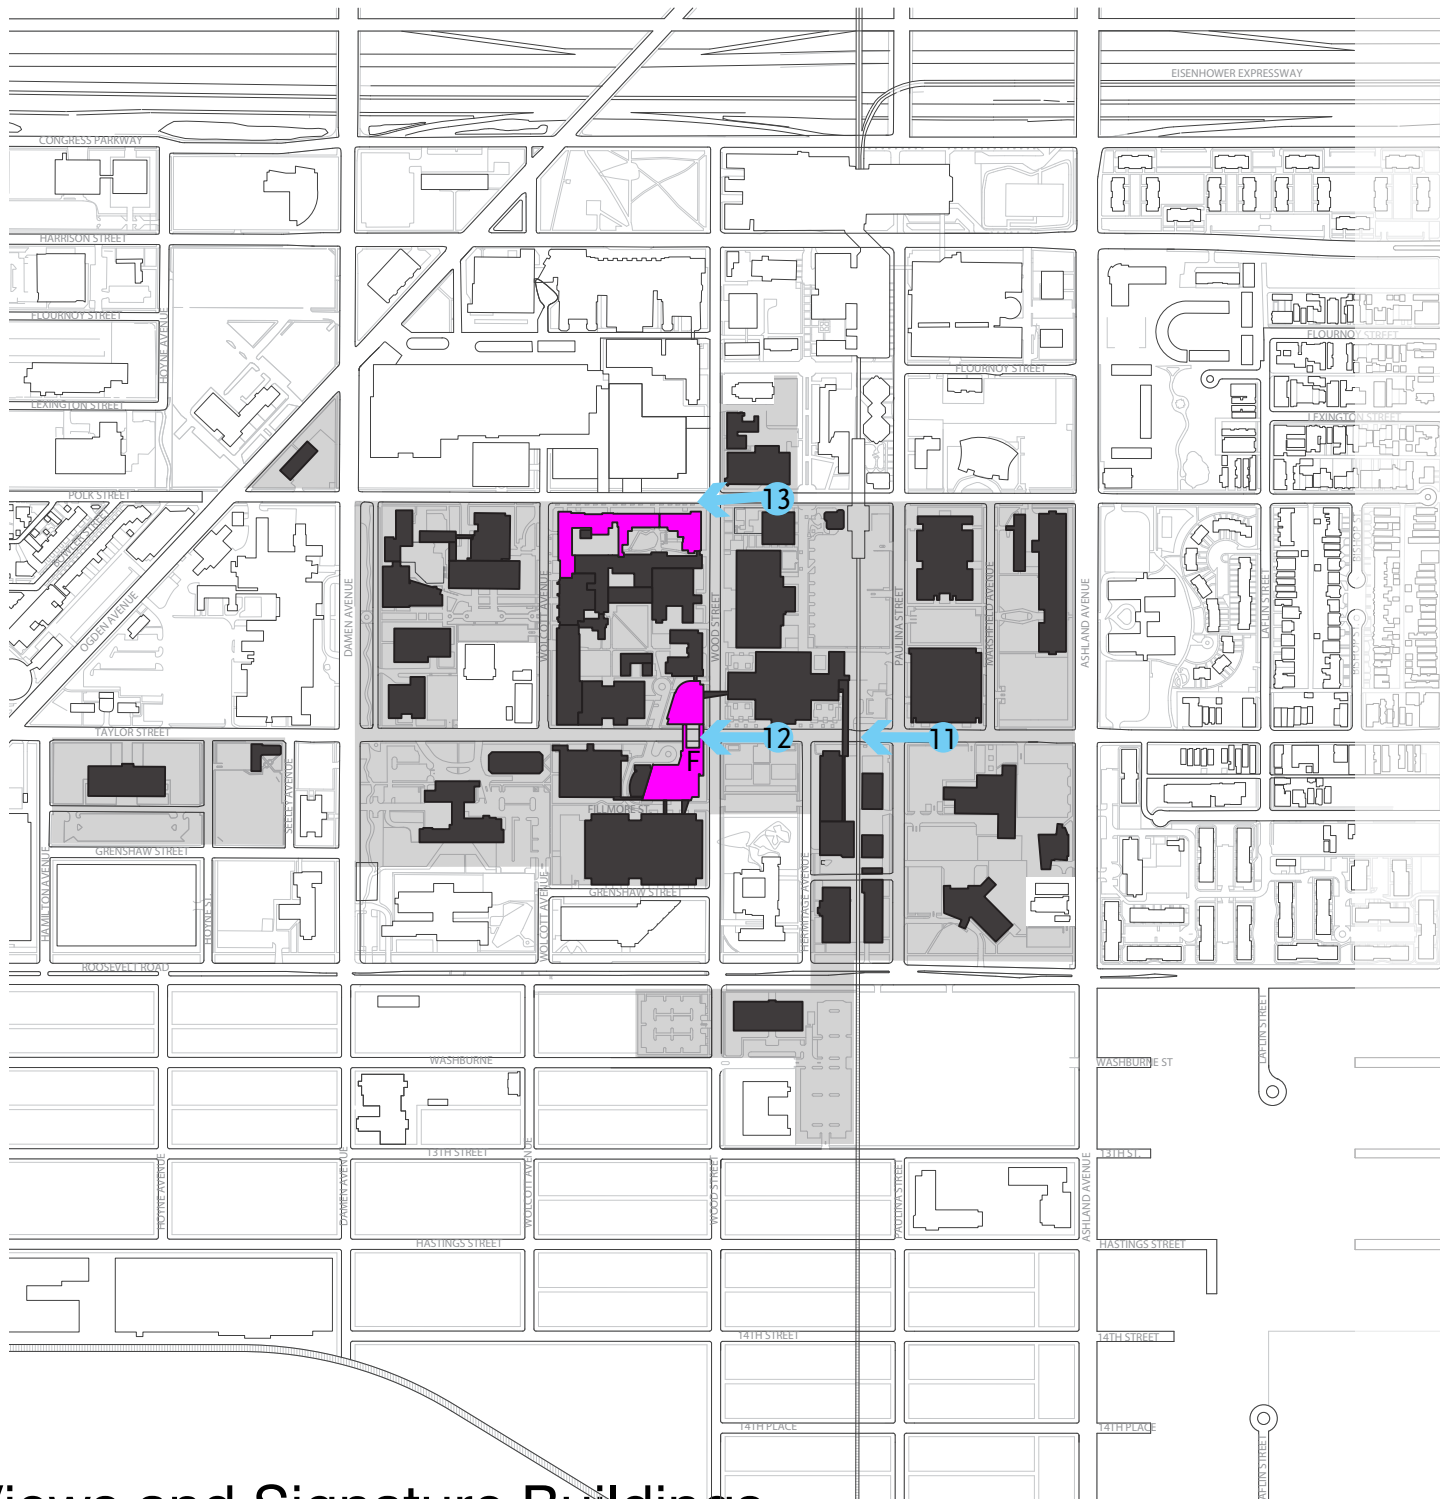 EISENHOWER EXPRESSWAY
CONGRESS PARKWAY
HARRISON STREET
FLOURNOY STREET
HOYNE AVENUE
FLOURNOY STREET
FLOURNOY STREET
LEXINGTON STREET
LEXINGTON STREET
POLK STREET
13
OGDEN AVENUE
DAMEN AVENUE
WOLCOTT AVENUE
WOOD STREET
PAULINA STREET
MARSHFIELD AVENUE
ASHLAND AVENUE
LAFLIN STREET
TAYLOR STREET
12
11
F
SEELEY AVENUE
FILLMORE ST
GRENSHAW STREET
HAMILTON AVENUE
HOYNE ST
WOLCOTT AVENUE
GRENSHAW STREET
HERMITAGE AVENUE
ROOSEVELT ROAD
LAFLIN STREET
WASHBURNE
WASHBURNE ST
13TH STREET
13TH ST.
HOYNE AVENUE
DAMEN AVENUE
WOLCOTT AVENUE
WOOD STREET
PAULINA STREET
ASHLAND AVENUE
HASTINGS STREET
HASTINGS STREET
14TH STREET
14TH STREET
14TH PLACE
14TH PLACE
AFLIN STREET
Views and Signature Buildings